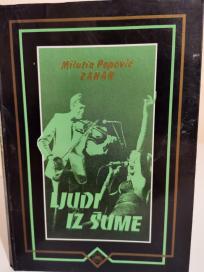 Milutin Popović
ZAHAR
LJUDI
IZ ŠUME